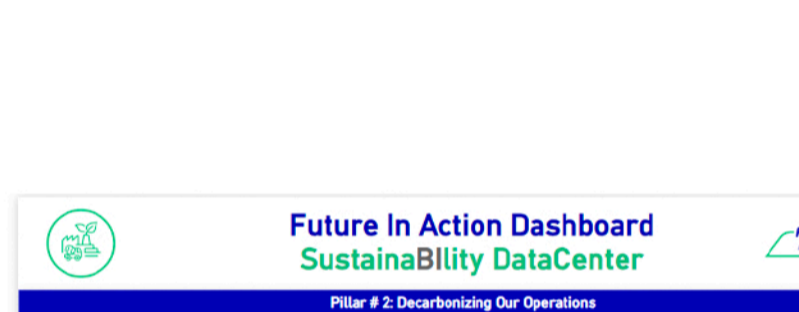 Future In Action Dashboard
SustainaBIlity DataCenter
Pillar # 2: Decarbonizing Our Operations